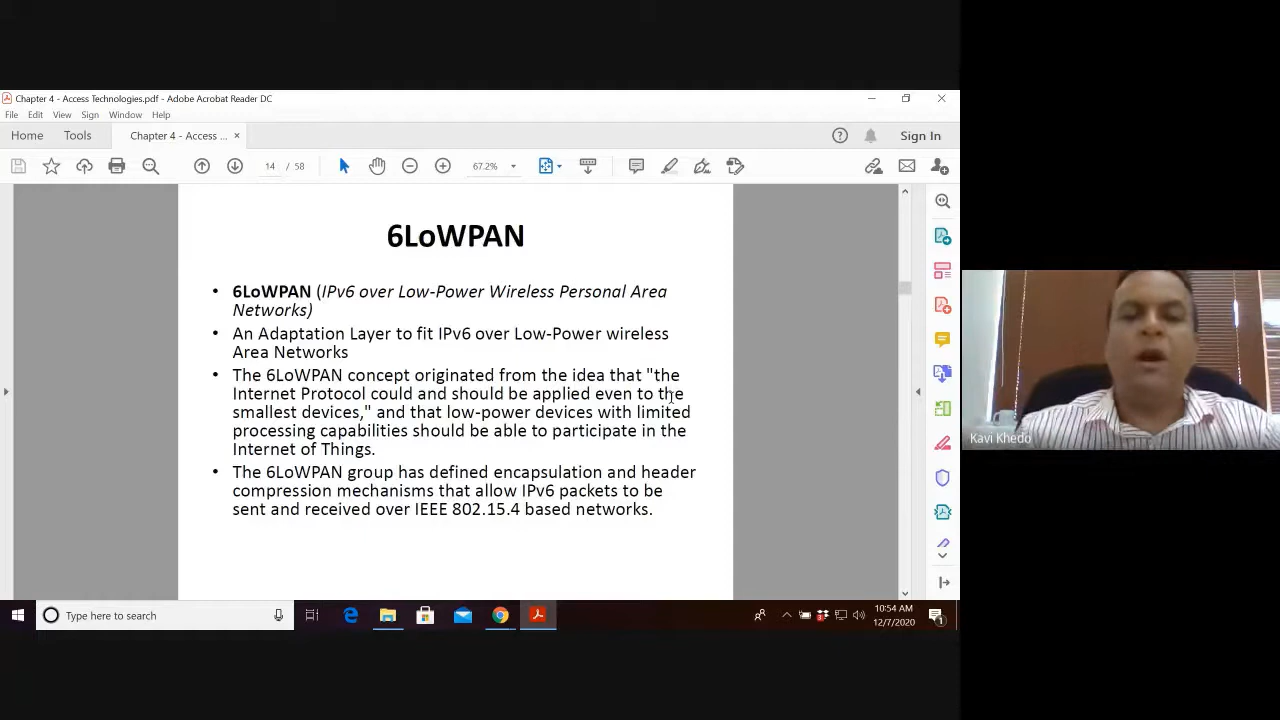 Chapter 4 - Access Technologies.pdf - Adobe Acrobat Reader DC
File Edit View Sign Window Help
Home Tools Chapter 4 - Access ... × Sign In
14 / 58 67.2%
6LoWPAN
• 6LoWPAN (IPv6 over Low-Power Wireless Personal Area
Networks)
• An Adaptation Layer to fit IPv6 over Low-Power wireless
Area Networks
• The 6LoWPAN concept originated from the idea that "the
Internet Protocol could and should be applied even to the
smallest devices," and that low-power devices with limited
processing capabilities should be able to participate in the
Internet of Things.
• The 6LoWPAN group has defined encapsulation and header
compression mechanisms that allow IPv6 packets to be
sent and received over IEEE 802.15.4 based networks.
Kavi Khedo
Type here to search
10:54 AM
12/7/2020
1